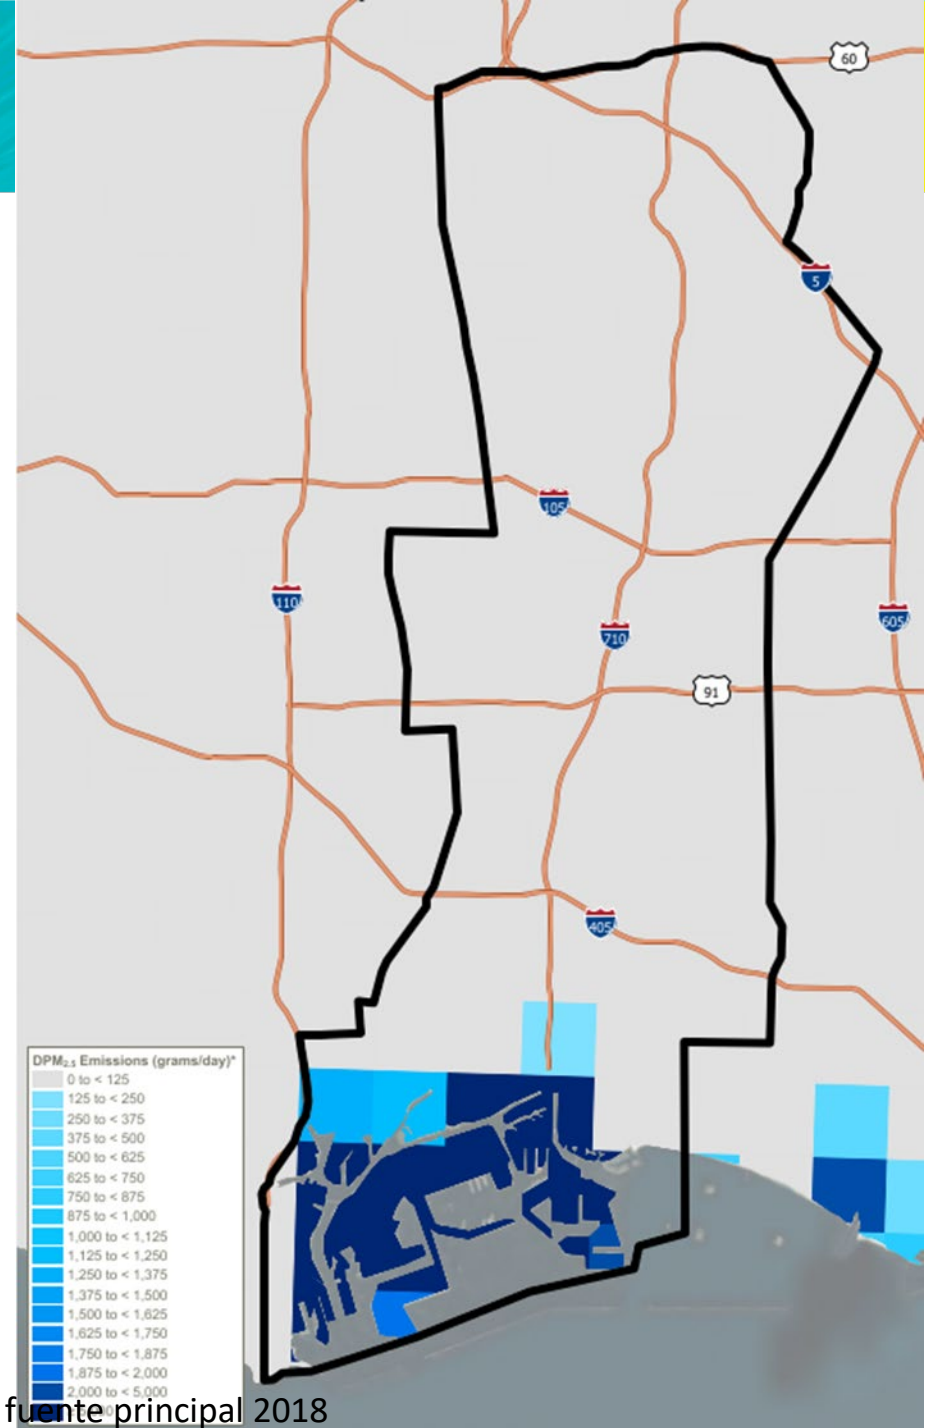 60
5
105
110
710
605
91
405
DPM2.5 Emissions (grams/day)*
0 to < 125
125 to < 250
250 to < 375
375 to < 500
500 to < 625
625 to < 750
750 to < 875
875 to < 1,000
1,000 to < 1,125
1,125 to < 1,250
1,250 to < 1,375
1,375 to < 1,500
1,500 to < 1,625
1,625 to < 1,750
1,750 to < 1,875
1,875 to < 2,000
2,000 to < 5,000
fuente principal 2018